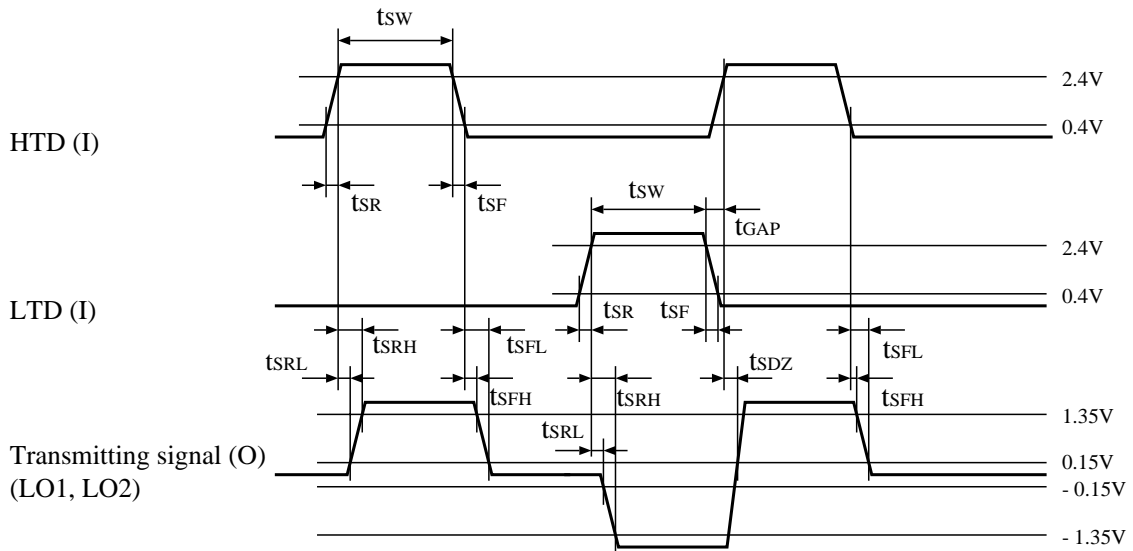 tSW
2.4V
0.4V
HTD (I)
tSR
tSF
tSW
tGAP
2.4V
0.4V
LTD (I)
tSR
tSF
tSRH
tSFL
tSFL
tSRL
tSDZ
tSFH
tSRH
tSFH
1.35V
tSRL
Transmitting signal (O)
0.15V
(LO1, LO2)
- 0.15V
- 1.35V